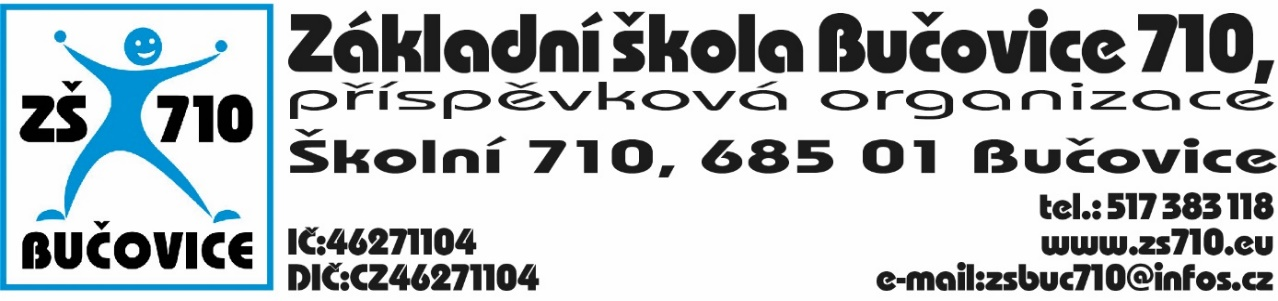 ZŠ 710
BUČOVICE
Základní škola Bučovice 710,
příspěvková organizace
Školní 710, 685 01 Bučovice
tel.: 517 383 118
IČ:46271104
www.zs710.eu
DIČ:CZ46271104
e-mail:zsbuc710@infos.cz